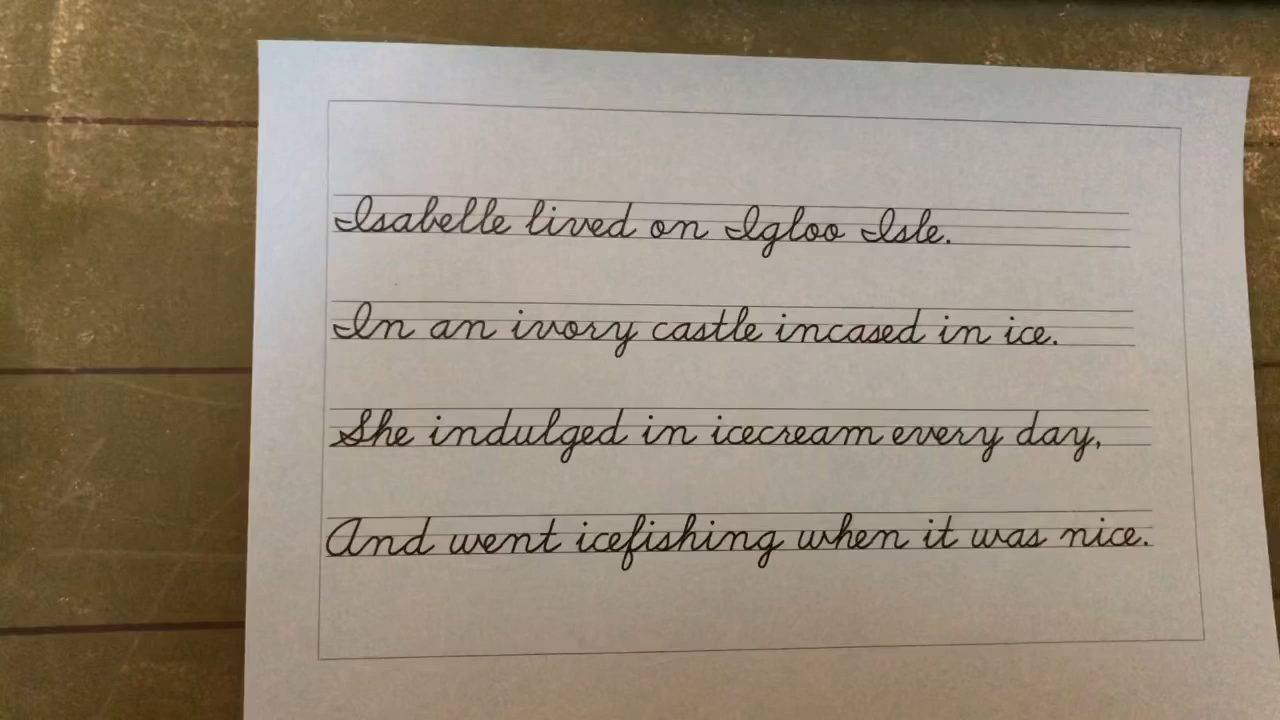 Isabelle lived on Igloo Isle.
In an ivory castle incased in ice.
She indulged in icecream every day,
And went icefishing when it was nice.